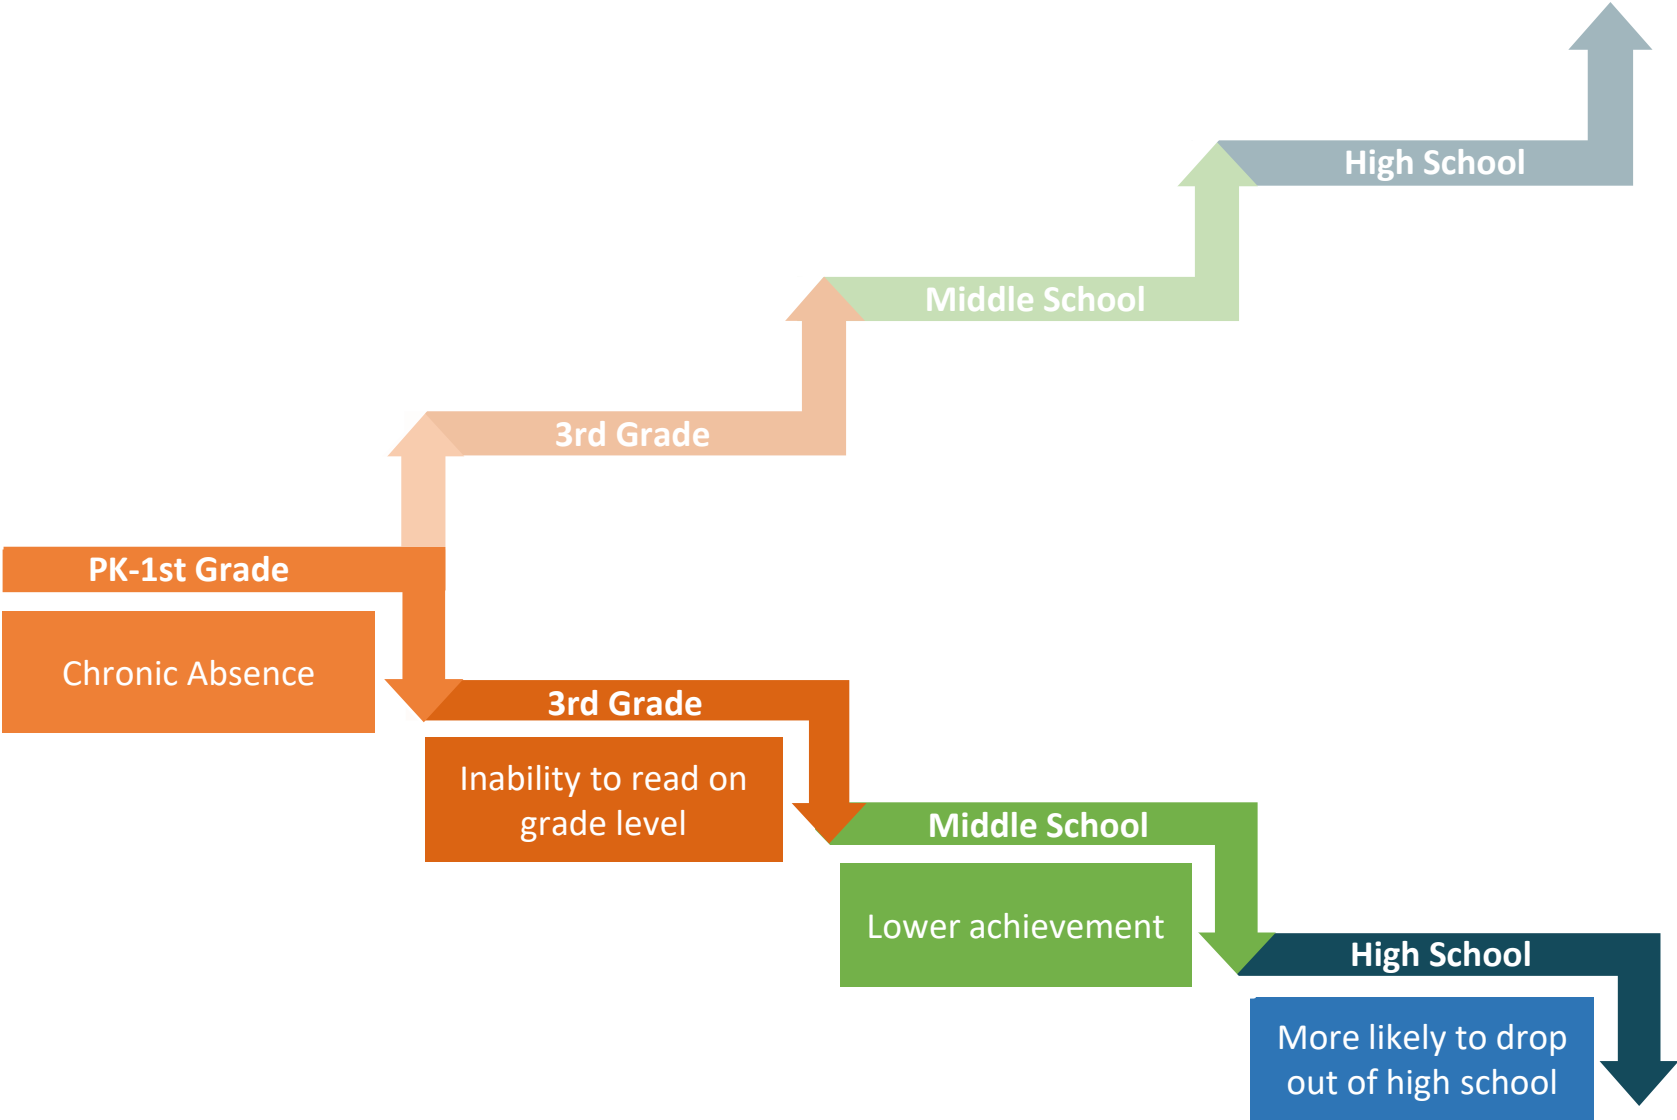 High School
Middle School
3rd Grade
PK-1st Grade
Chronic Absence
3rd Grade
Inability to read on
grade level
Middle School
Lower achievement
High School
More likely to drop
out of high school